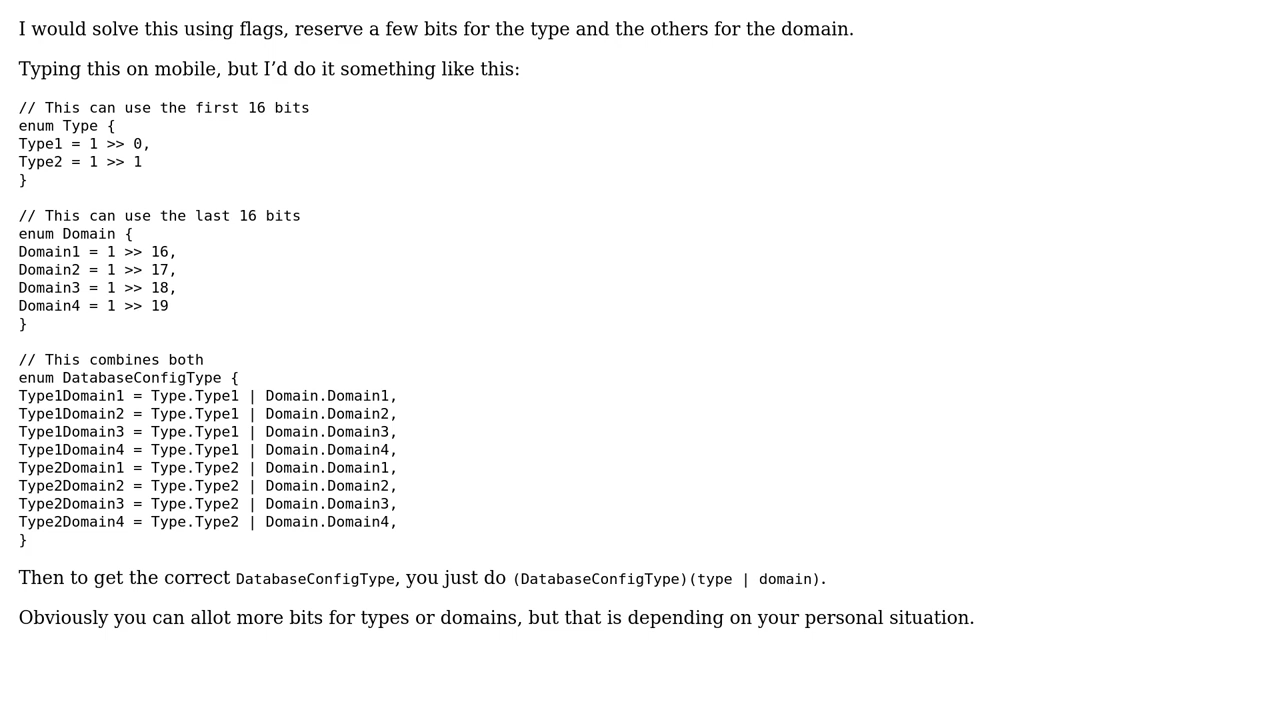 I would solve this using flags, reserve a few bits for the type and the others for the domain.
Typing this on mobile, but I’d do it something like this:
// This can use the first 16 bits
enum Type {
Type1 = 1 >> 0,
Type2 = 1 >> 1
}
// This can use the last 16 bits
enum Domain {
Domain1 = 1 >> 16,
Domain2 = 1 >> 17,
Domain3 = 1 >> 18,
Domain4 = 1 >> 19
}
// This combines both
enum DatabaseConfigType {
Type1Domain1 = Type.Type1 | Domain.Domain1,
Type1Domain2 = Type.Type1 | Domain.Domain2,
Type1Domain3 = Type.Type1 | Domain.Domain3,
Type1Domain4 = Type.Type1 | Domain.Domain4,
Type2Domain1 = Type.Type2 | Domain.Domain1,
Type2Domain2 = Type.Type2 | Domain.Domain2,
Type2Domain3 = Type.Type2 | Domain.Domain3,
Type2Domain4 = Type.Type2 | Domain.Domain4,
}
Then to get the correct DatabaseConfigType, you just do (DatabaseConfigType)(type | domain).
Obviously you can allot more bits for types or domains, but that is depending on your personal situation.